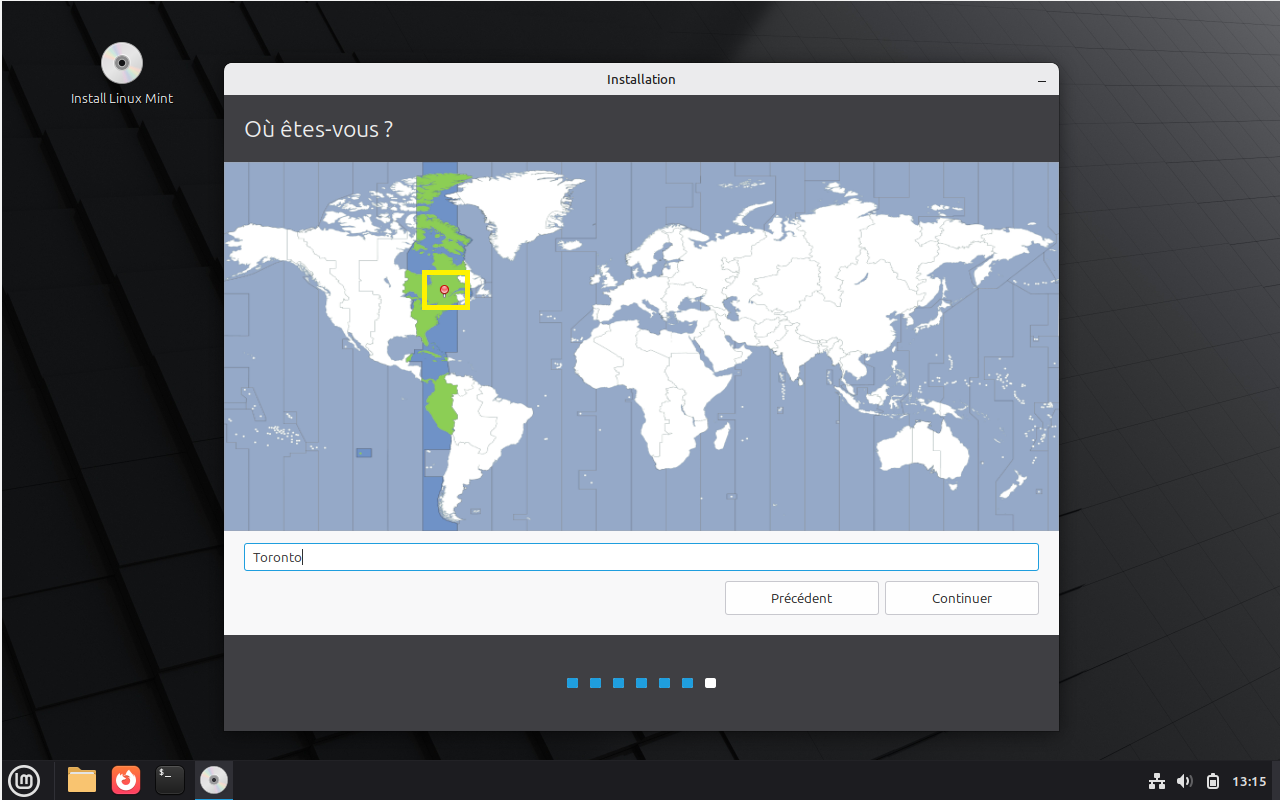 Install Linux Mint
Installation
Où êtes-vous ?
Toronto
Précédent
Continuer
$_
13:15